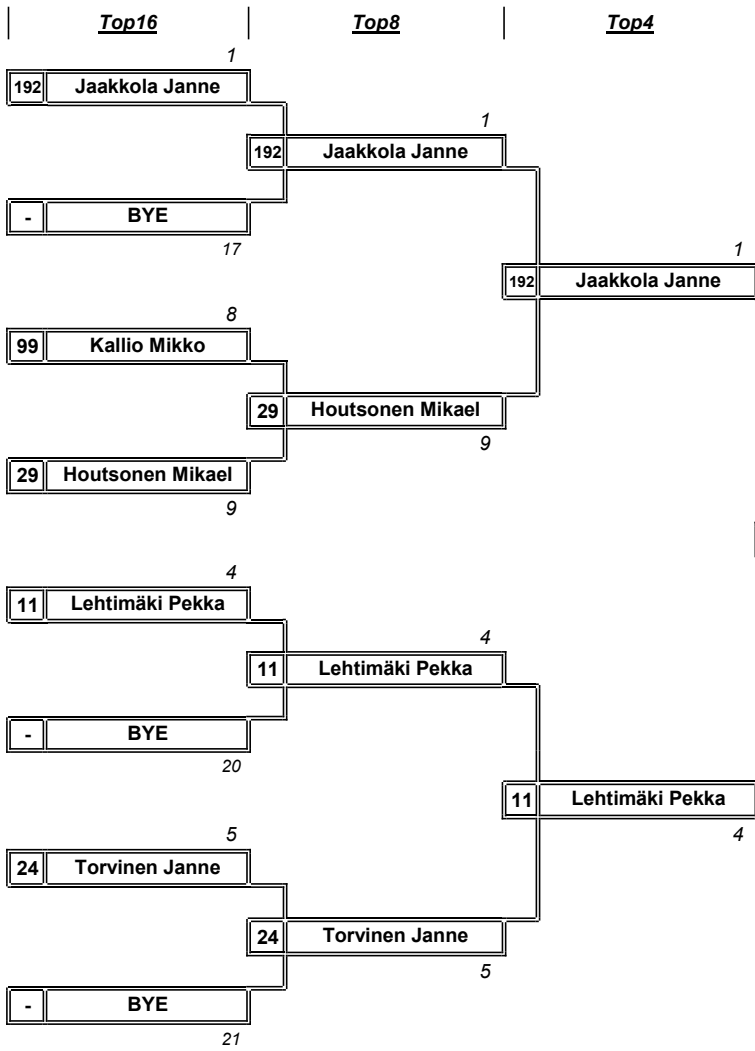 Top16 Top8 Top4
1
192 Jaakkola Janne
1
192 Jaakkola Janne
- BYE
17
1
192 Jaakkola Janne
8
99 Kallio Mikko
29 Houtsonen Mikael
9
29 Houtsonen Mikael
9
4
11 Lehtimäki Pekka
4
11 Lehtimäki Pekka
- BYE
20
11 Lehtimäki Pekka
4
5
24 Torvinen Janne
24 Torvinen Janne
5
- BYE
21